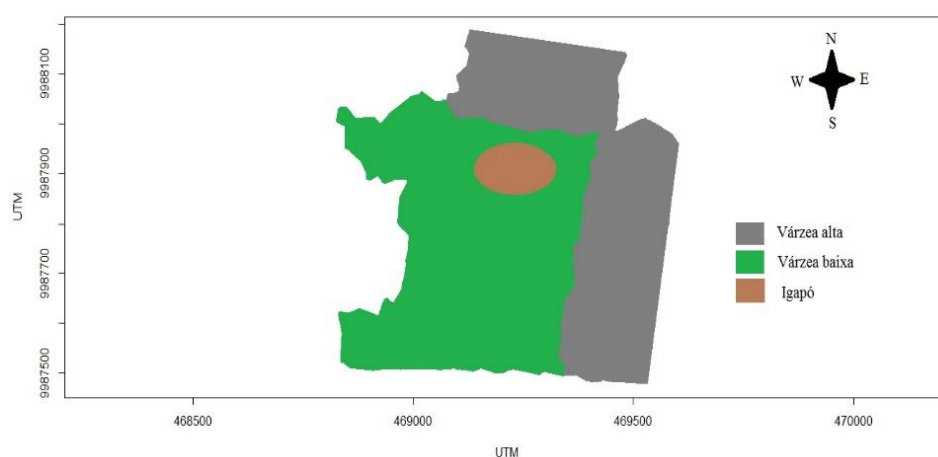 N
W E
S
9988100
9987900
9987700
9987500
UTM
Várzea alta
Várzea baixa
Igapó
468500 469000 469500 470000
UTM